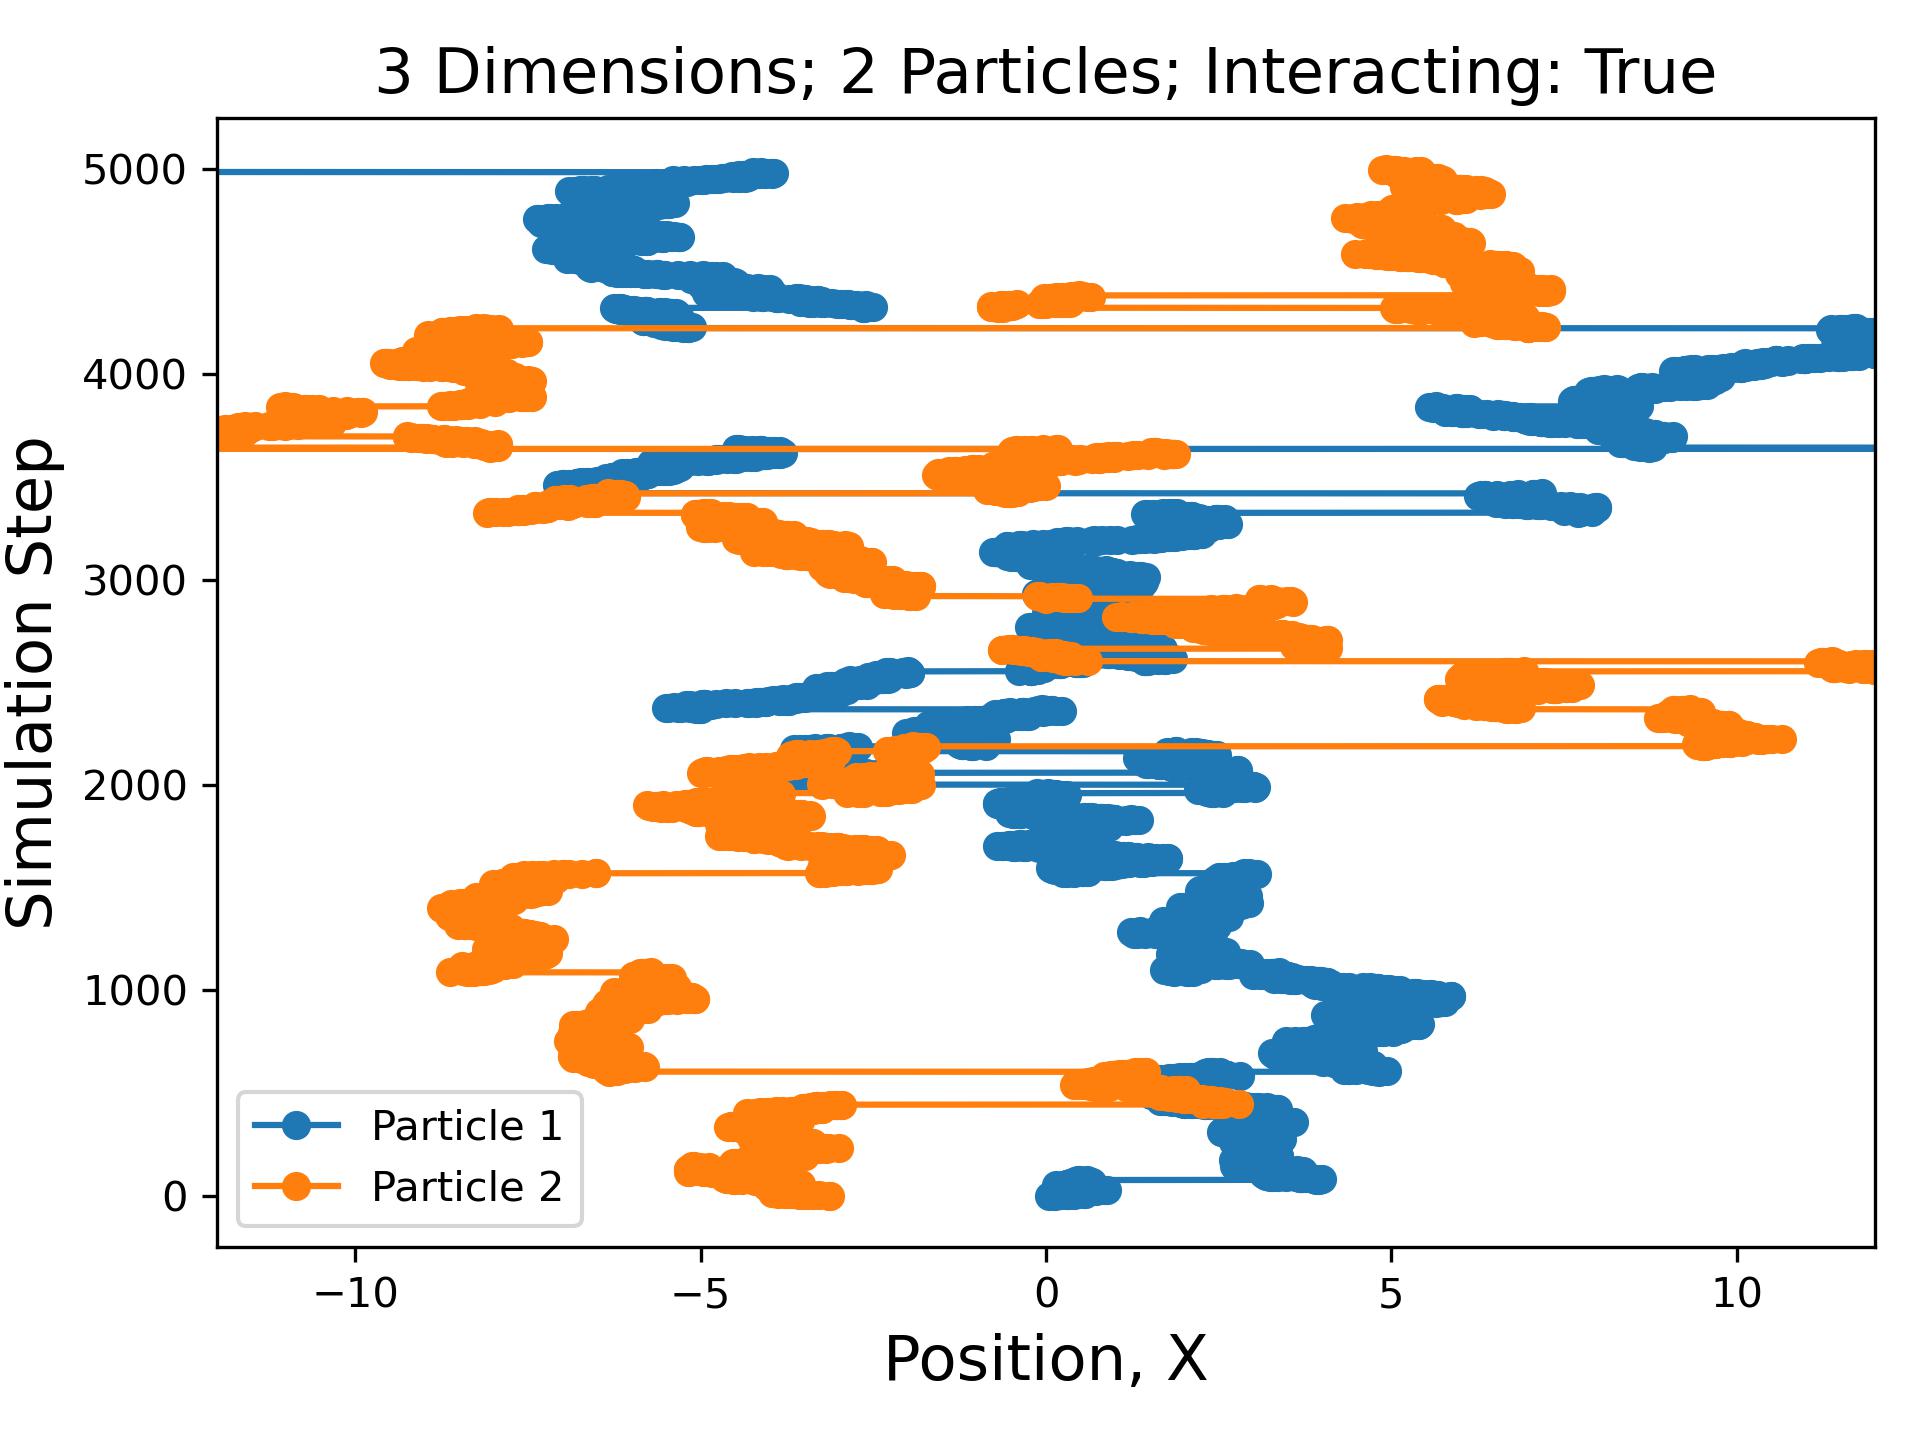 3 Dimensions; 2 Particles; Interacting: True
Simulation Step
5000
4000
3000
2000
1000
0
Particle 1
Particle 2
−10
−5
0
5
10
Position, X